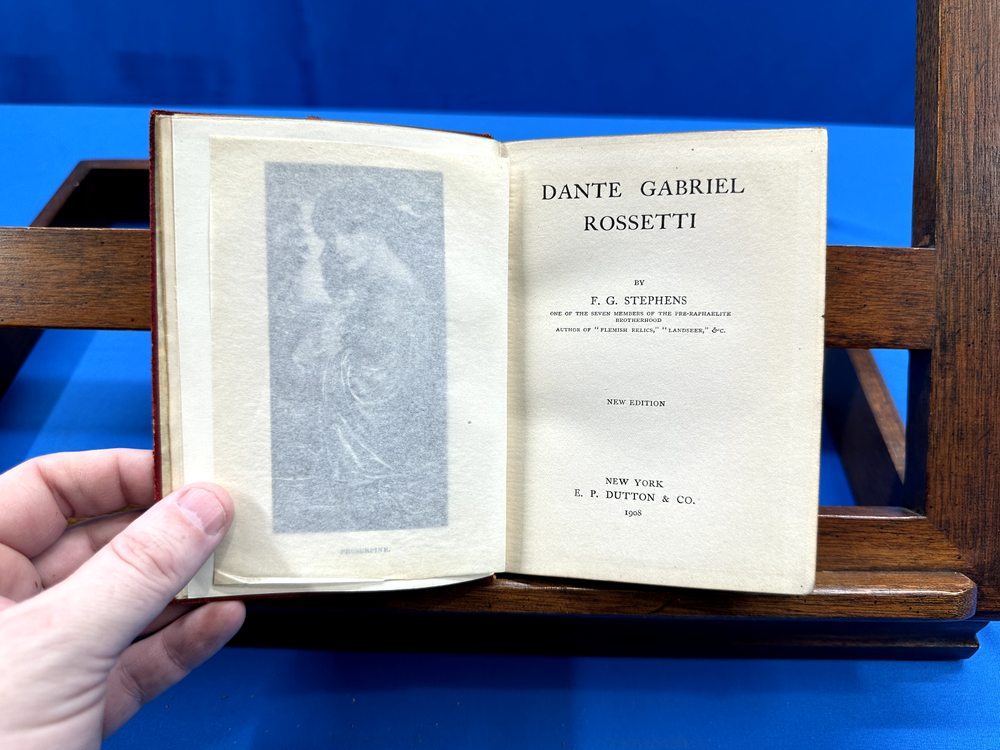 PROSERPINE.
DANTE GABRIEL
ROSSETTI
BY
F. G. STEPHENS
ONE OF THE SEVEN MEMBERS OF THE PRE-RAPHAELITE
BROTHERHOOD
AUTHOR OF "FLEMISH RELICS," "LANDSEER," &C.
NEW EDITION
NEW YORK
E. P. DUTTON & CO.
1908